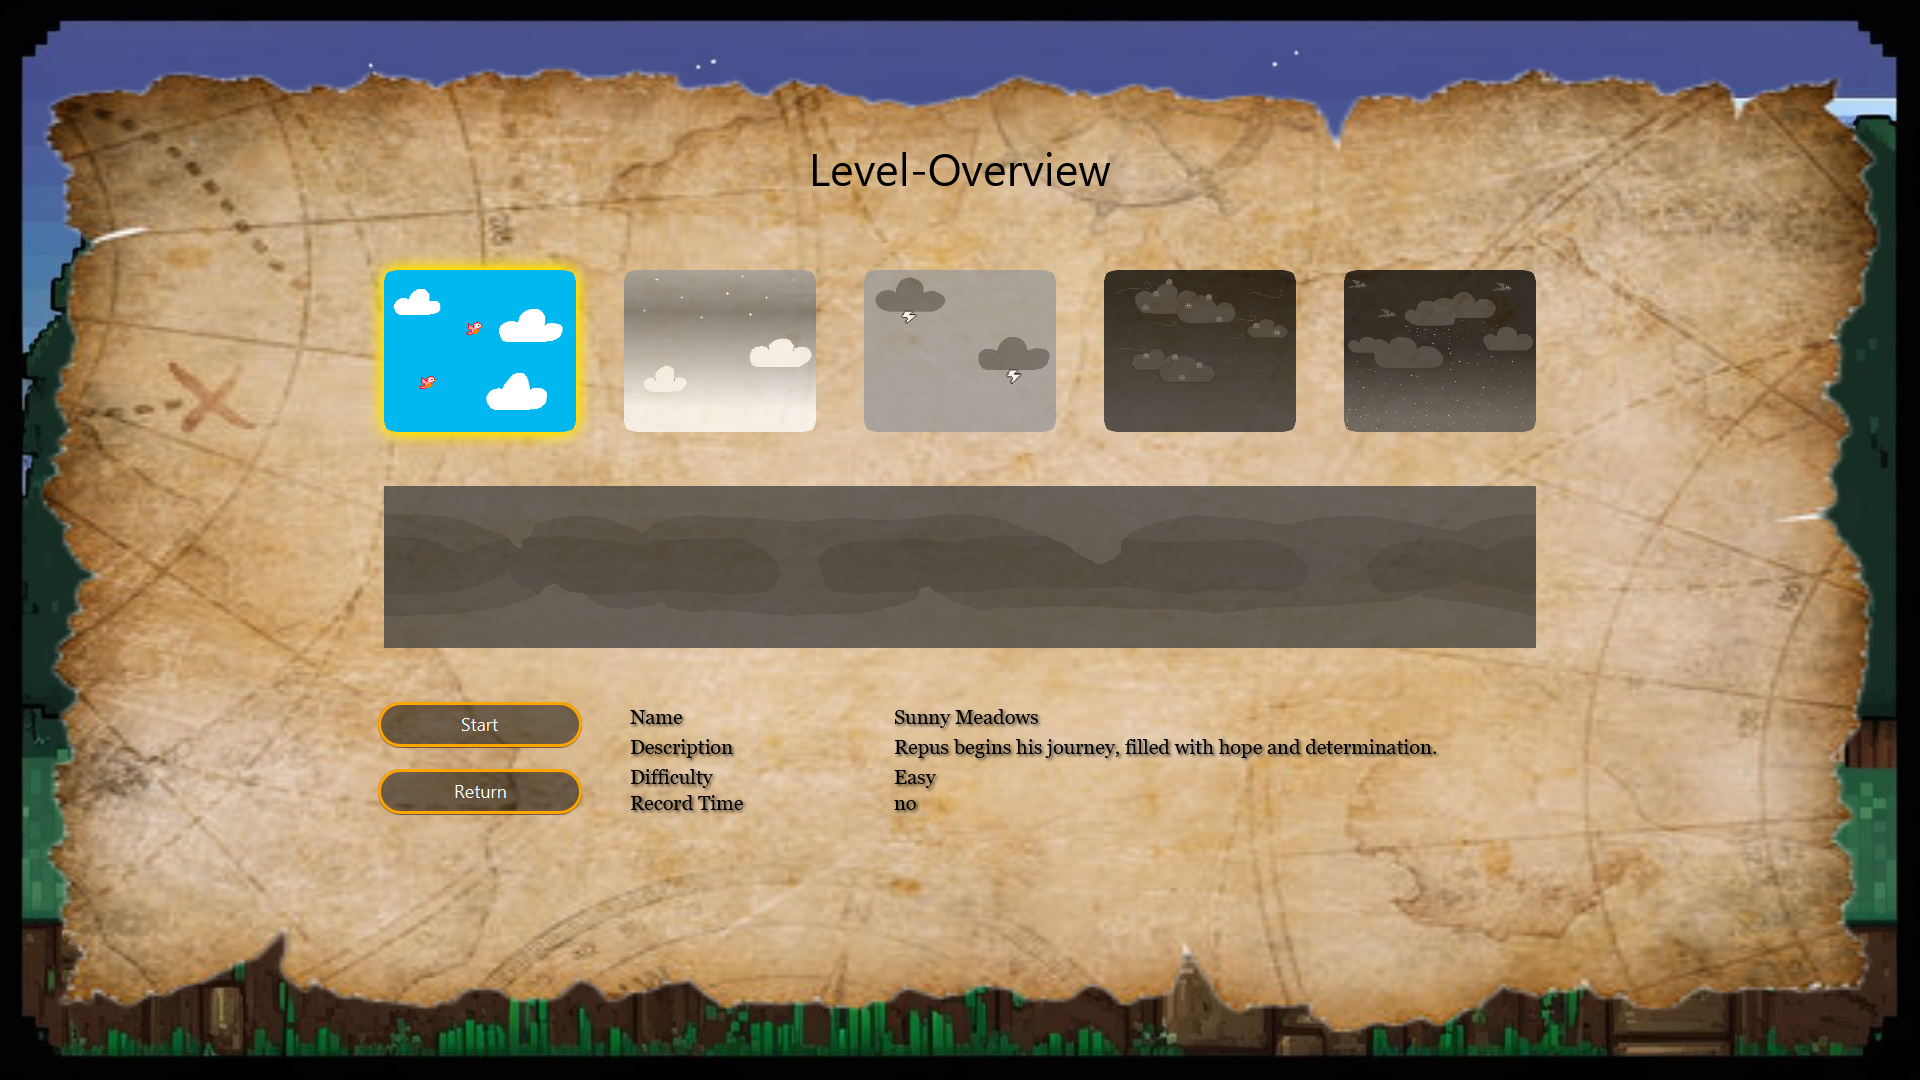 Level-Overview
Start
Return
Name Sunny Meadows
Description Repus begins his journey, filled with hope and determination.
Difficulty Easy
Record Time no